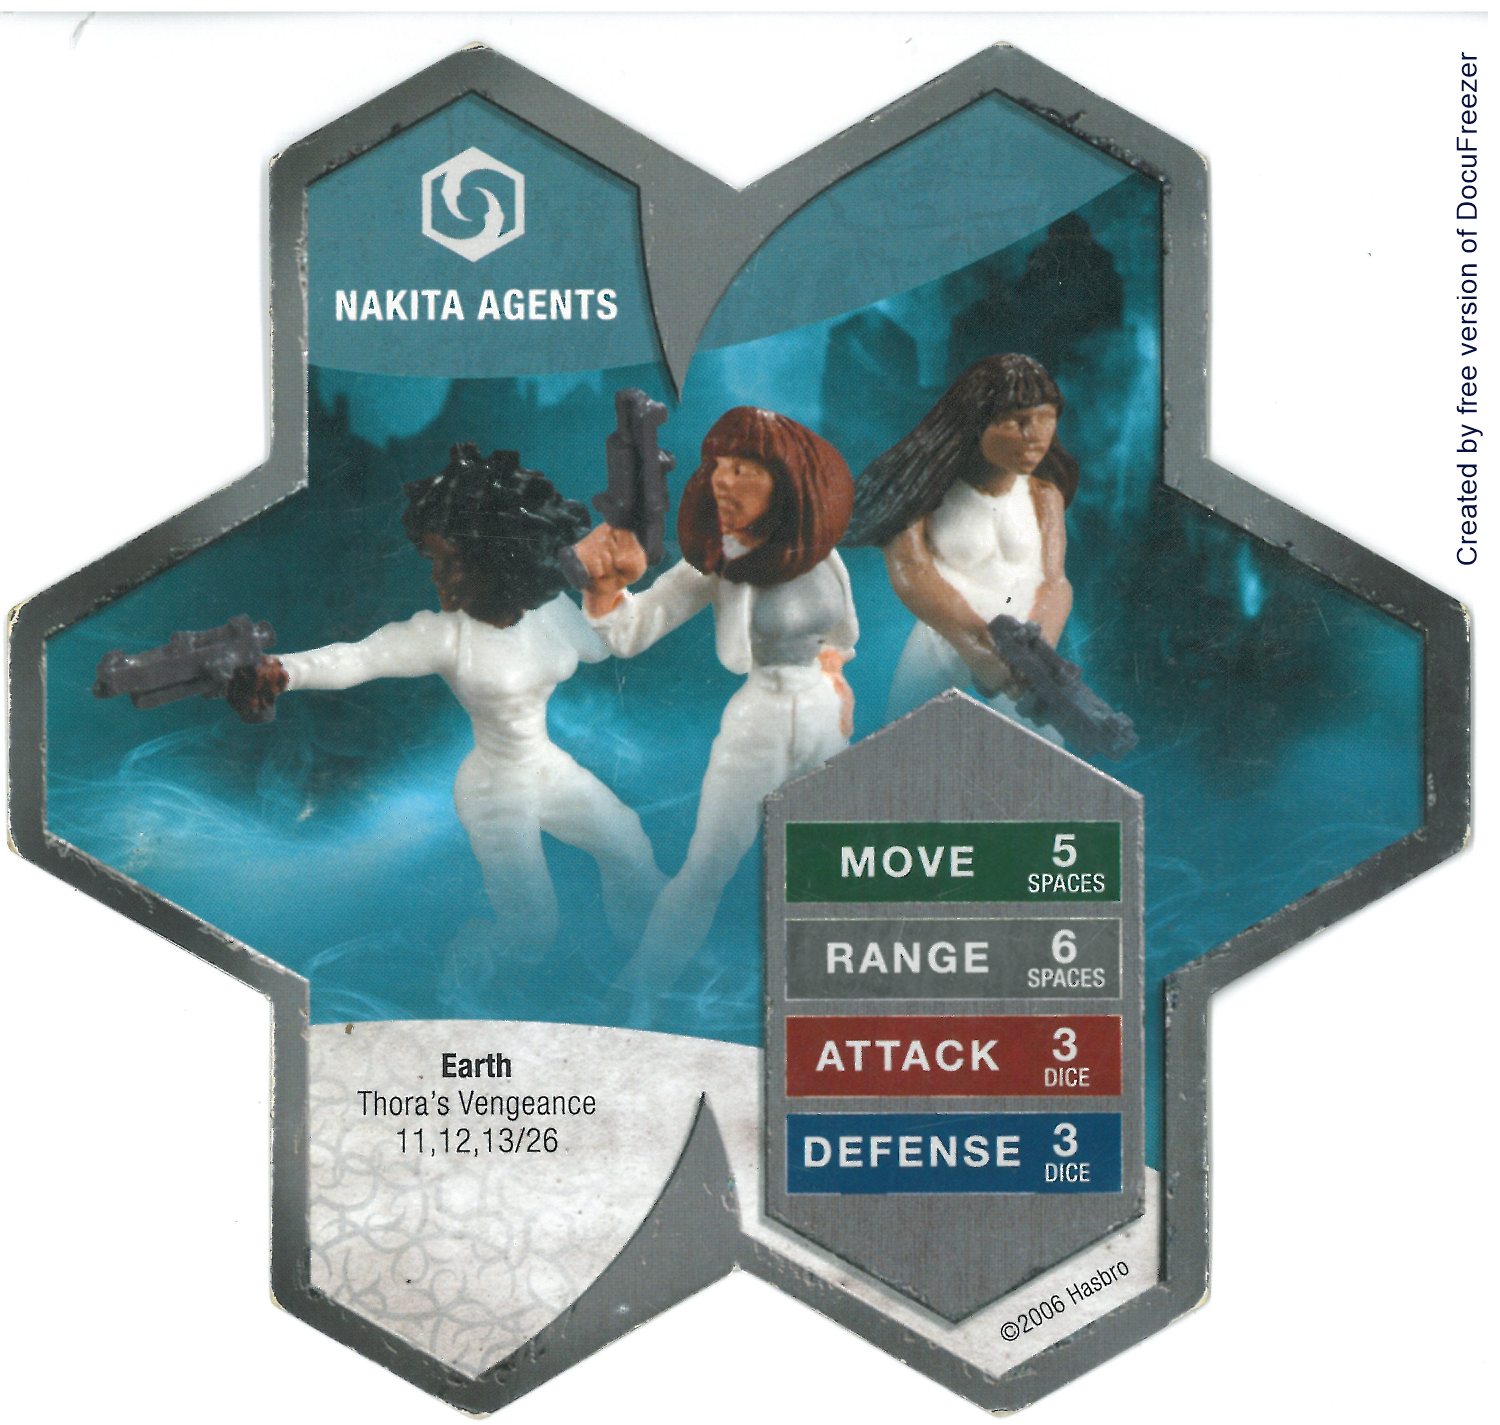 NAKITA AGENTS
MOVE 5 SPACES
RANGE 6 SPACES
ATTACK 3 DICE
DEFENSE 3 DICE
Earth
Thora's Vengeance
11,12,13/26
©2006 Hasbro
Created by free version of DocuFreezer